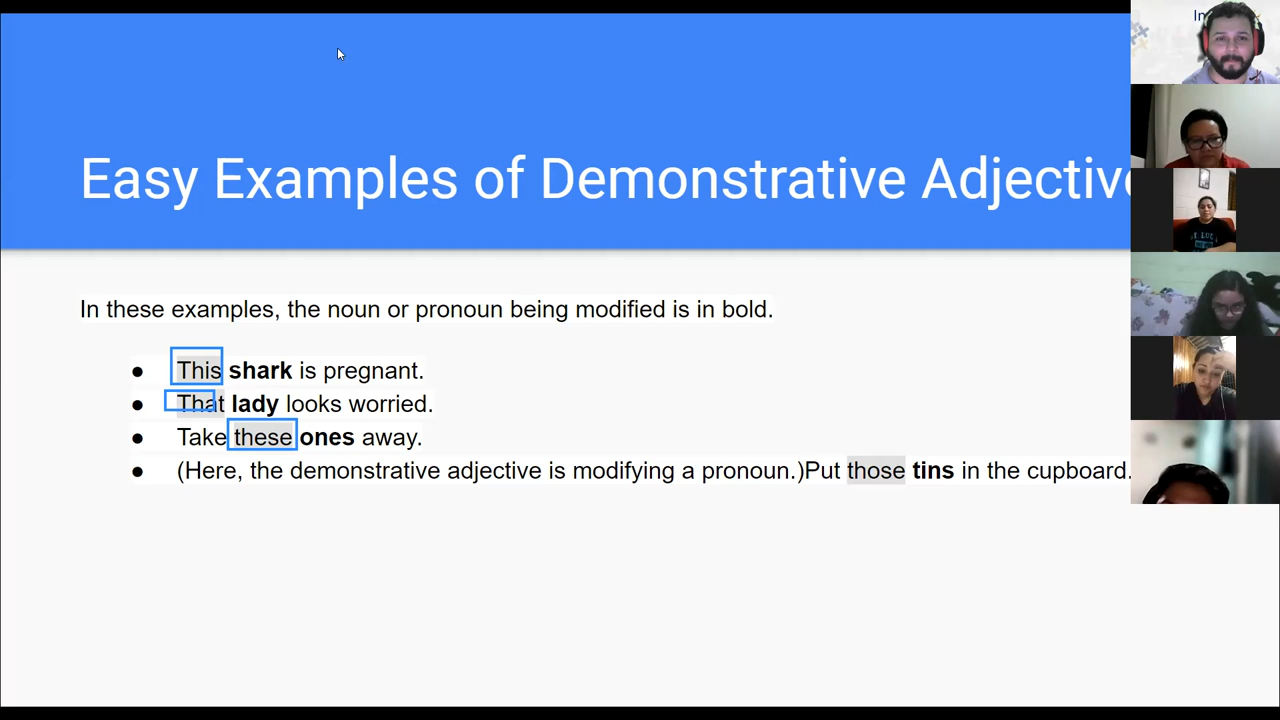 Easy Examples of Demonstrative Adjective
In these examples, the noun or pronoun being modified is in bold.
● This shark is pregnant.
● That lady looks worried.
● Take these ones away.
● (Here, the demonstrative adjective is modifying a pronoun.)Put those tins in the cupboard.